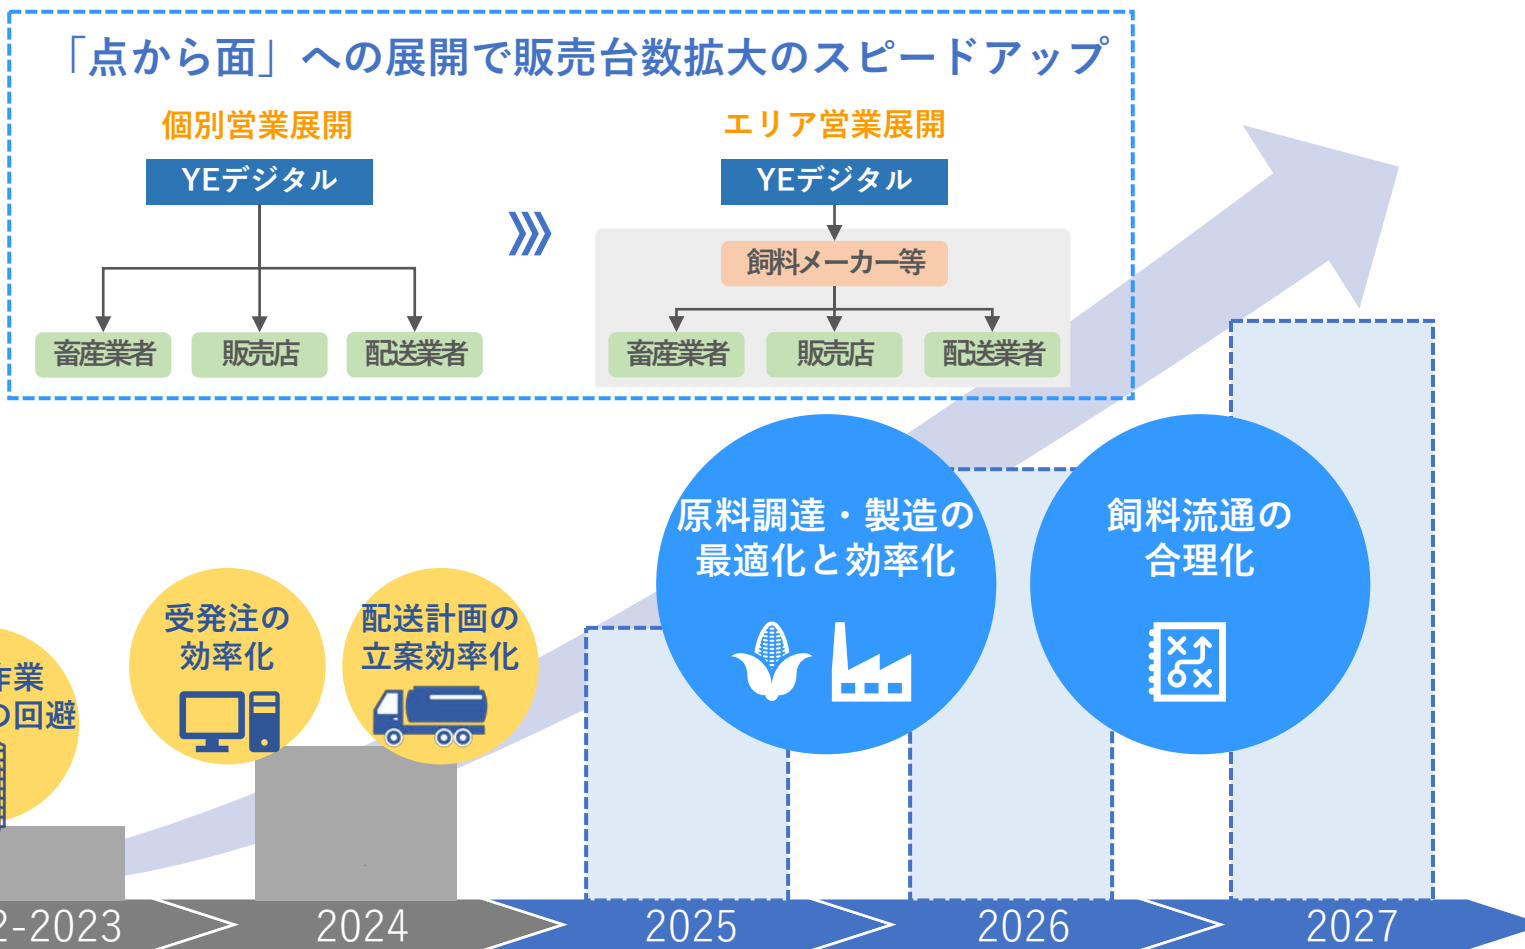 「点から面」への展開で販売台数拡大のスピードアップ
個別営業展開
YEデジタル
畜産業者
販売店
配送業者
エリア営業展開
YEデジタル
飼料メーカー等
畜産業者
販売店
配送業者
作業
の回避
受発注の
効率化
配送計画の
立案効率化
原料調達・製造の
最適化と効率化
飼料流通の
合理化
2-2023
2024
2025
2026
2027